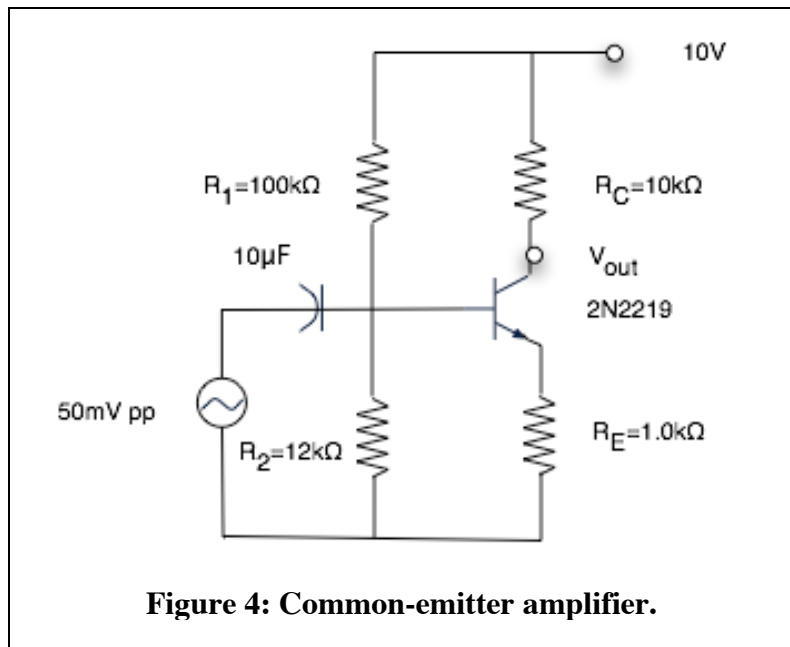 10V
R1=100kΩ
RC=10kΩ
10µF
Vout
2N2219
50mV pp
R2=12kΩ
RE=1.0kΩ
Figure 4: Common-emitter amplifier.